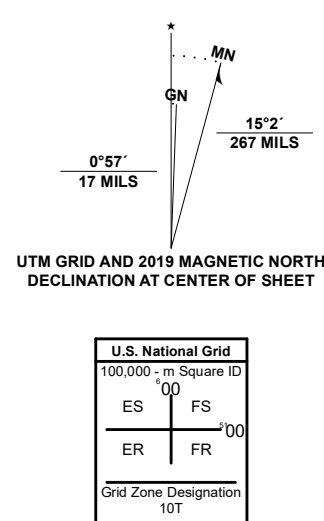 ★
MN
GN
15°2´
267 MILS
0°57´
17 MILS
UTM GRID AND 2019 MAGNETIC NORTH
DECLINATION AT CENTER OF SHEET
U.S. National Grid
100,000 - m Square ID
⁶00
ES FS
⁵¹00
ER FR
Grid Zone Designation
10T